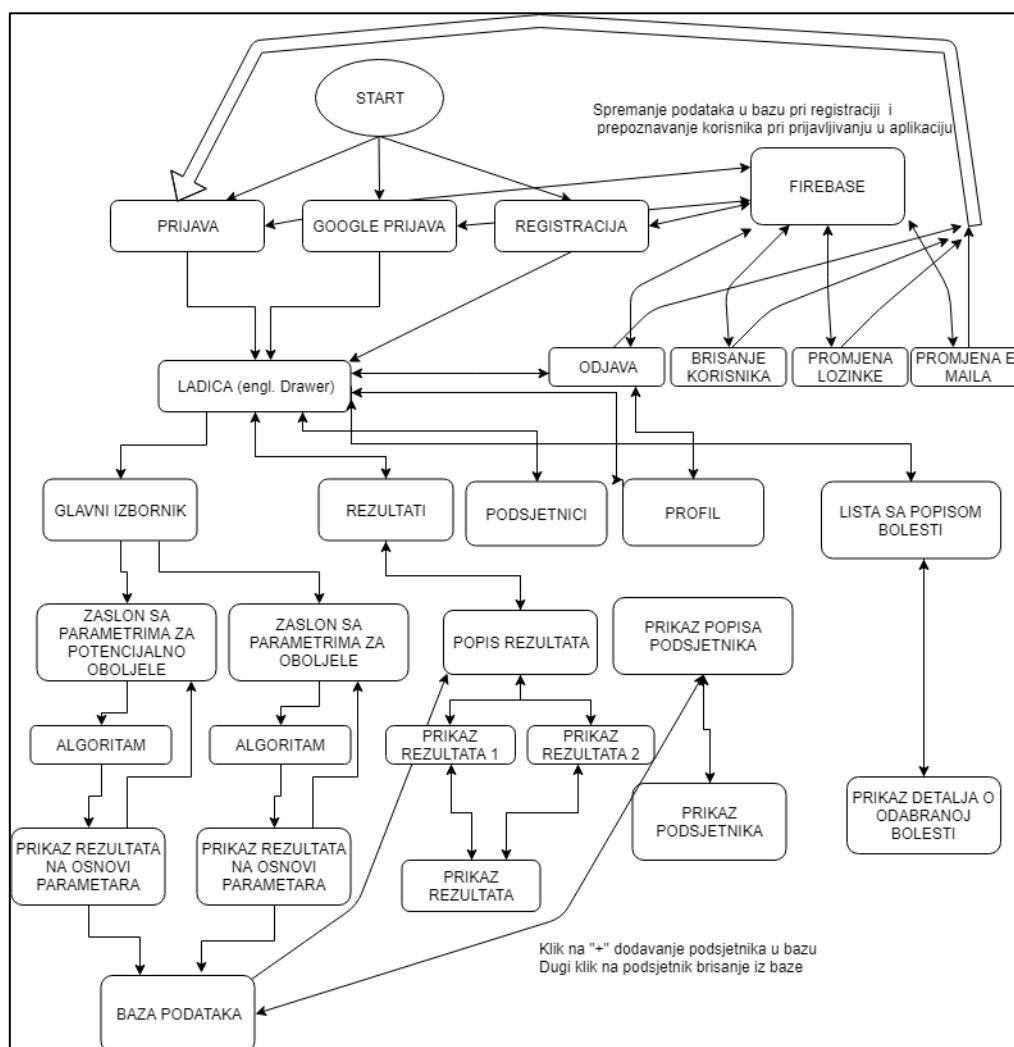 START
Spremanje podataka u bazu pri registraciji i
prepoznavanje korisnika pri prijavljivanju u aplikaciju
FIREBASE
PRIJAVA
GOOGLE PRIJAVA
REGISTRACIJA
LADICA (engl. Drawer)
ODJAVA
BRISANJE
KORISNIKA
PROMJENA
LOZINKE
PROMJENA E
MAILA
GLAVNI IZBORNIK
REZULTATI
PODSJETNICI
PROFIL
LISTA SA POPISOM
BOLESTI
ZASLON SA
PARAMETRIMA ZA
POTENCIJALNO
OBOLJELE
ZASLON SA
PARAMETRIMA ZA
OBOLJELE
POPIS REZULTATA
PRIKAZ POPISA
PODSJETNIKA
ALGORITAM
ALGORITAM
PRIKAZ
REZULTATA 1
PRIKAZ
REZULTATA 2
PRIKAZ
PODSJETNIKA
PRIKAZ DETALJA O
ODABRANOJ
BOLESTI
PRIKAZ REZULTATA
NA OSNOVI
PARAMETARA
PRIKAZ REZULTATA
NA OSNOVI
PARAMETARA
PRIKAZ
REZULTATA
Klik na "+" dodavanje podsjetnika u bazu
Dugi klik na podsjetnik brisanje iz baze
BAZA PODATAKA